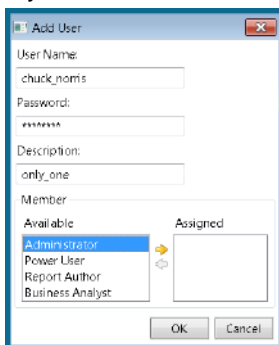 Add User
User Name:
chuck_norris
Password:
********
Description:
only_one
Member
Available Assigned
Administrator
Power User
Report Author
Business Analyst
OK Cancel